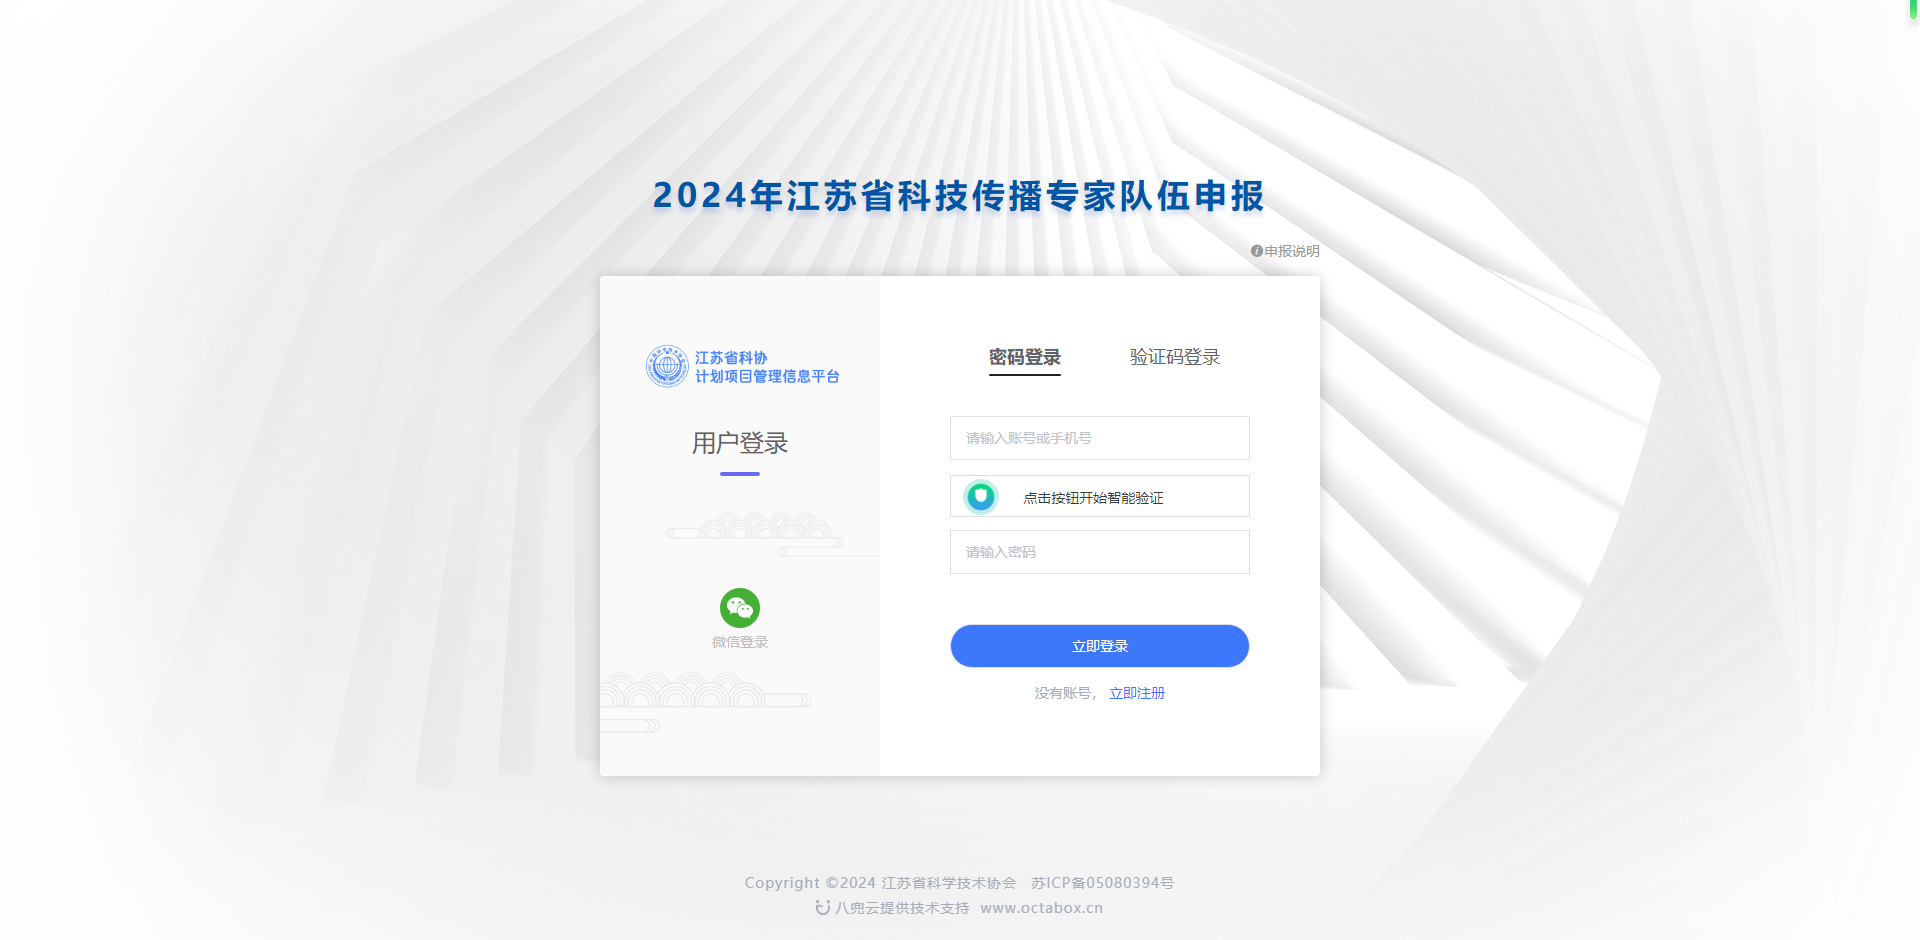 2024年江苏省科技传播专家队伍申报
申报说明
江苏省科协
计划项目管理信息平台
用户登录
微信登录
密码登录
验证码登录
请输入账号或手机号
点击按钮开始智能验证
请输入密码
立即登录
没有账号， 立即注册
Copyright ©2024 江苏省科学技术协会 苏ICP备05080394号
八兜云提供技术支持 www.octabox.cn